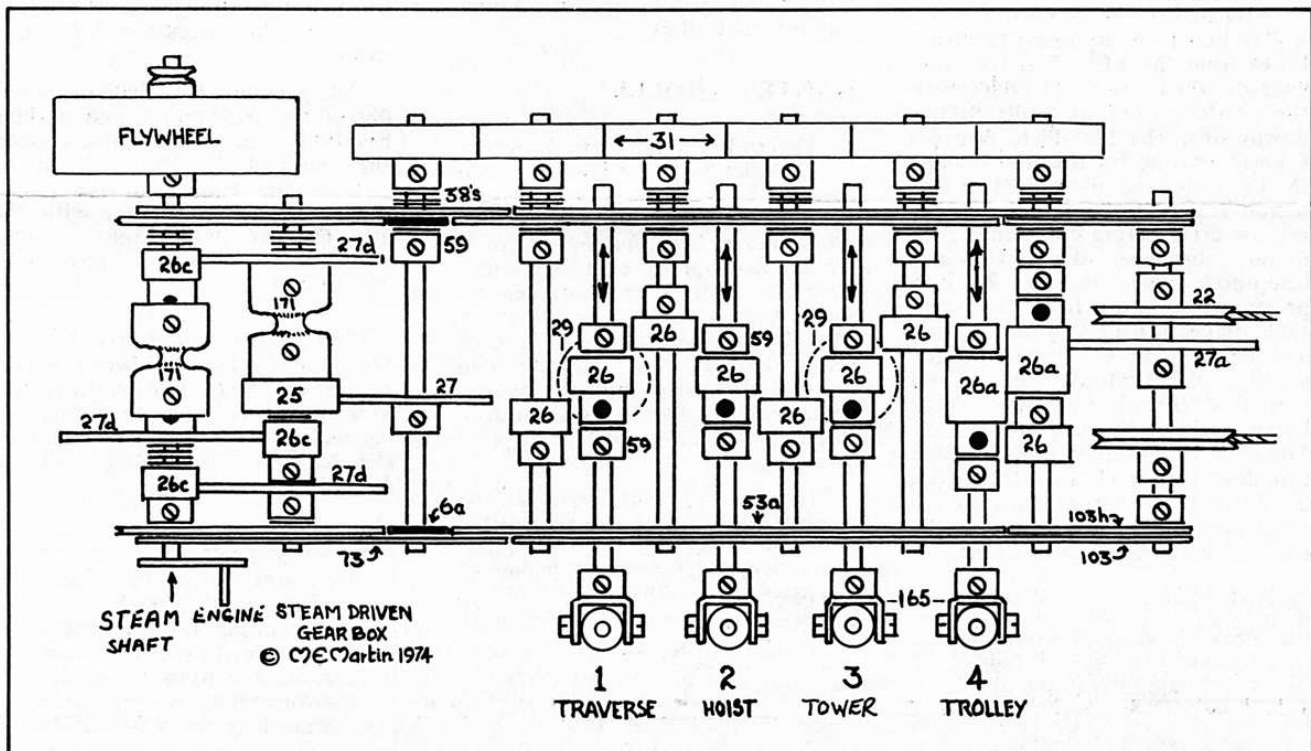 FLYWHEEL
31
38's
27d
59
26c
171
22
29
26
59
29
26
26
27a
171
26
26
26a
26a
25
27
26
26
26
27d
26c
59
26c
27d
6a
53a
103h
73
103
STEAM ENGINE
SHAFT
STEAM DRIVEN
GEAR BOX
© MEMartin 1974
165
1
2
3
4
TRAVERSE
HOIST
TOWER
TROLLEY